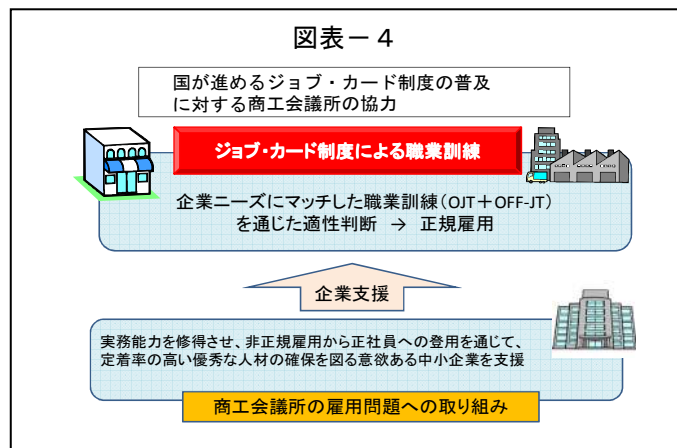 図表－４
国が進めるジョブ・カード制度の普及
に対する商工会議所の協力
ジョブ・カード制度による職業訓練
企業ニーズにマッチした職業訓練（OJT＋OFF-JT）
を通じた適性判断　→　正規雇用
企業支援
実務能力を修得させ、非正規雇用から正社員への登用を通じて、
定着率の高い優秀な人材の確保を図る意欲ある中小企業を支援
商工会議所の雇用問題への取り組み